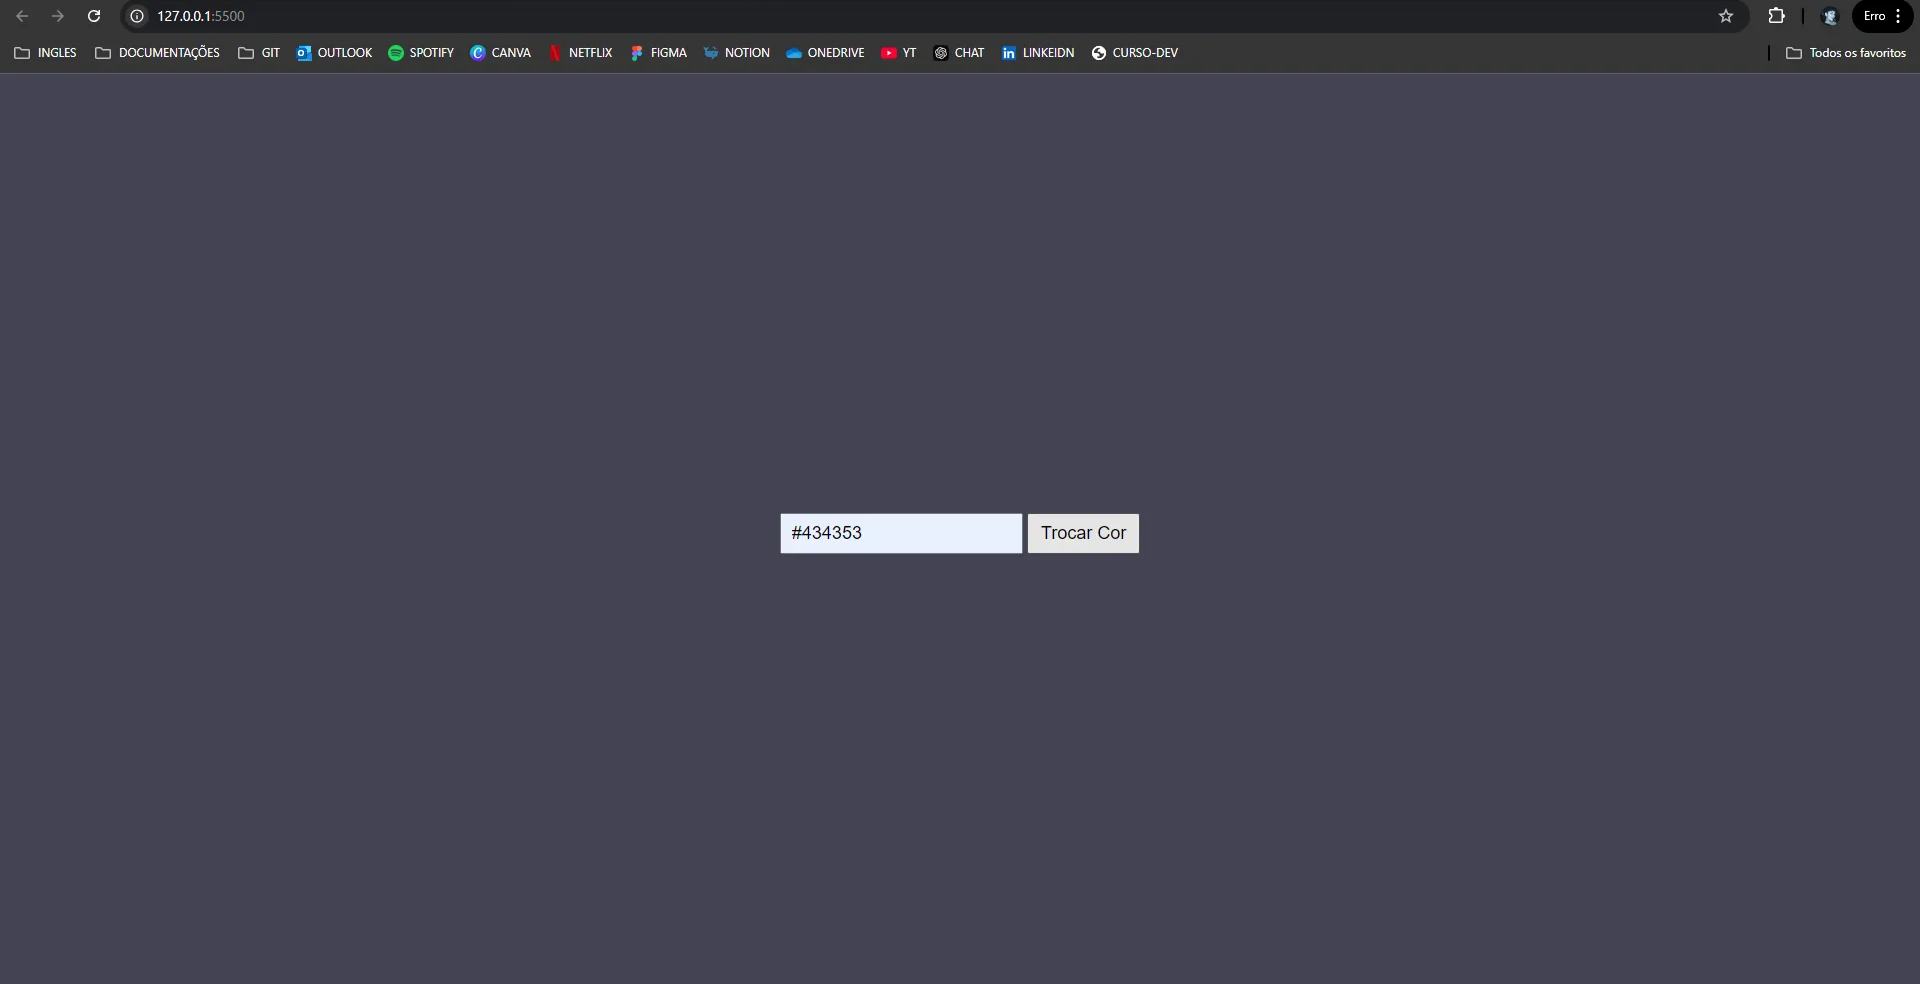 127.0.0.1:5500
Erro
INGLES DOCUMENTAÇÕES GIT OUTLOOK SPOTIFY CANVA NETFLIX FIGMA NOTION ONEDRIVE YT CHAT LINKEIDN CURSO-DEV Todos os favoritos
#434353 Trocar Cor